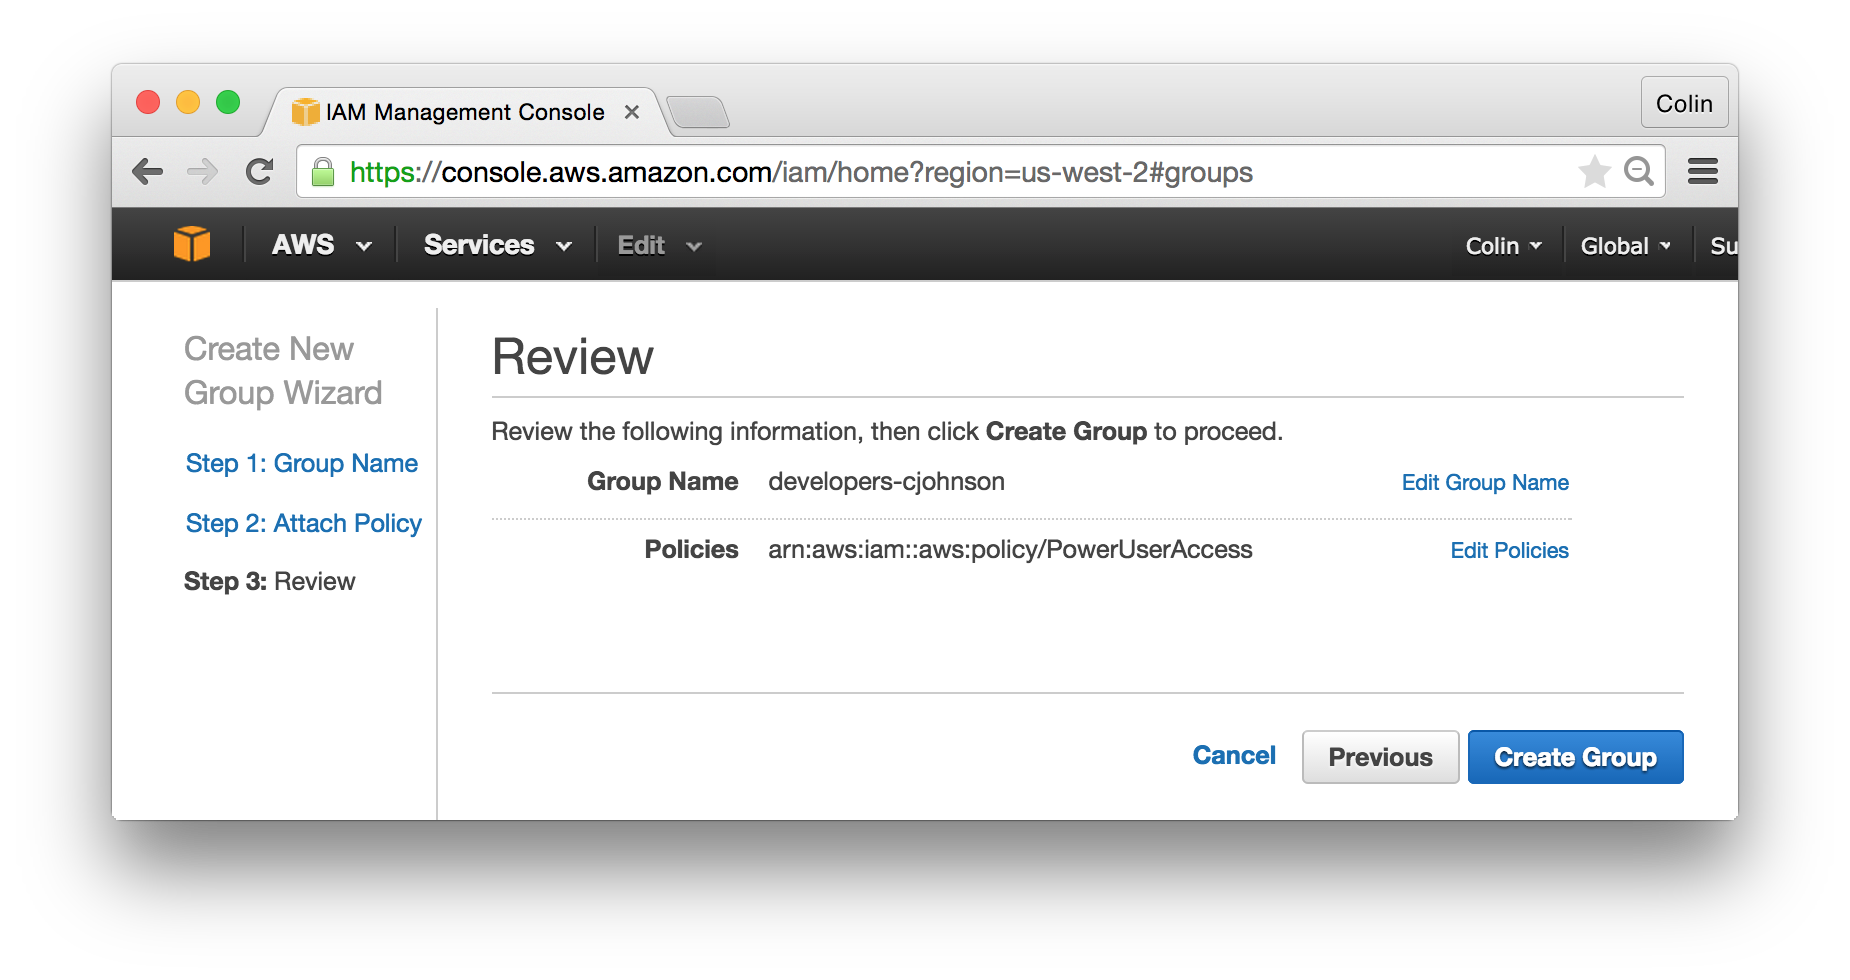 IAM Management Console
Colin
https://console.aws.amazon.com/iam/home?region=us-west-2#groups
AWS Services Edit Colin Global Su
Create New
Group Wizard
Step 1: Group Name
Step 2: Attach Policy
Step 3: Review
Review
Review the following information, then click Create Group to proceed.
Group Name developers-cjohnson Edit Group Name
Policies arn:aws:iam::aws:policy/PowerUserAccess Edit Policies
Cancel Previous Create Group